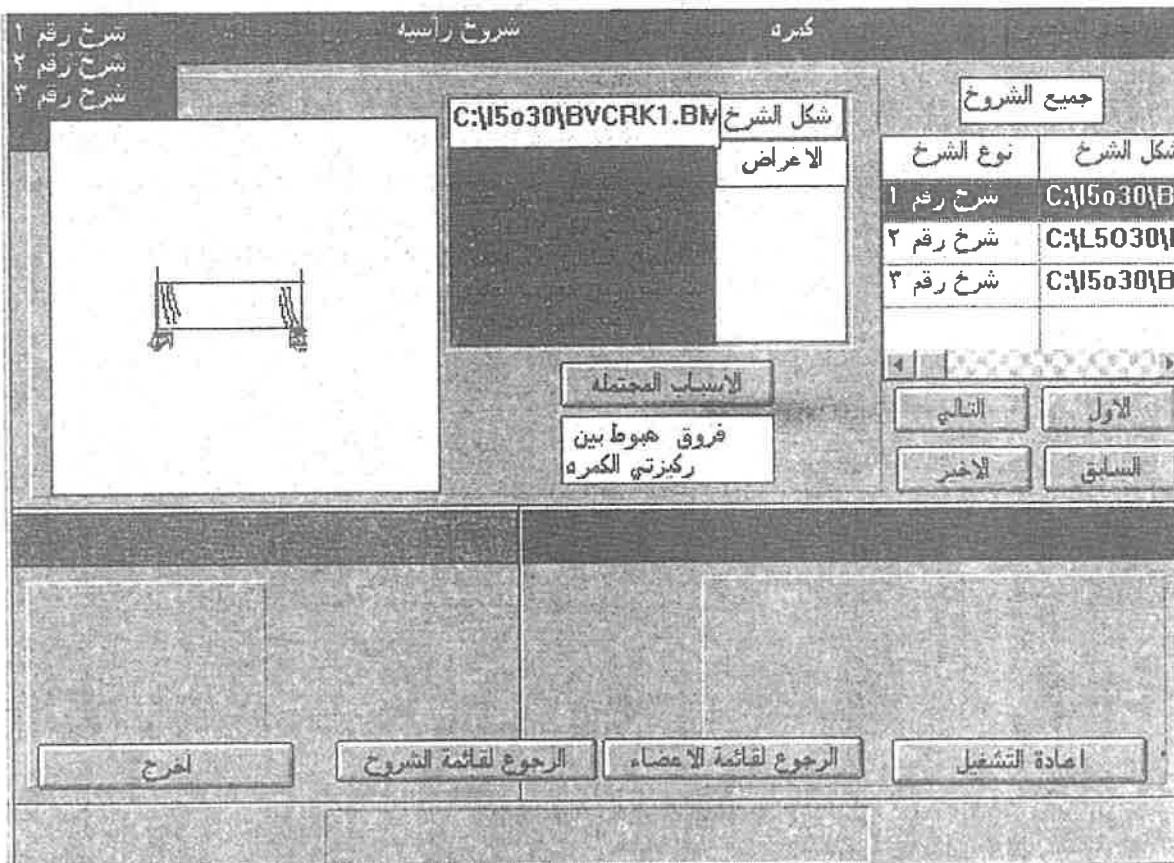 كمره
شروخ رأسيه
شرخ رقم ١
شرخ رقم ٢
شرخ رقم ٣
جميع الشروخ
شكل الشرخ
نوع الشرخ
C:\I5o30\B
شرخ رقم ١
C:\L5O30\
شرخ رقم ٢
C:\I5o30\B
شرخ رقم ٣
الاول
التالي
السابق
الاخير
شكل الشرخ
C:\I5o30\BVCRK1.BM
الاعراض
الاسباب المحتمله
فروق هبوط بين
ركيزتي الكمره
اعادة التشغيل
الرجوع لقائمة الاعضاء
الرجوع لقائمة الشروخ
اخرج